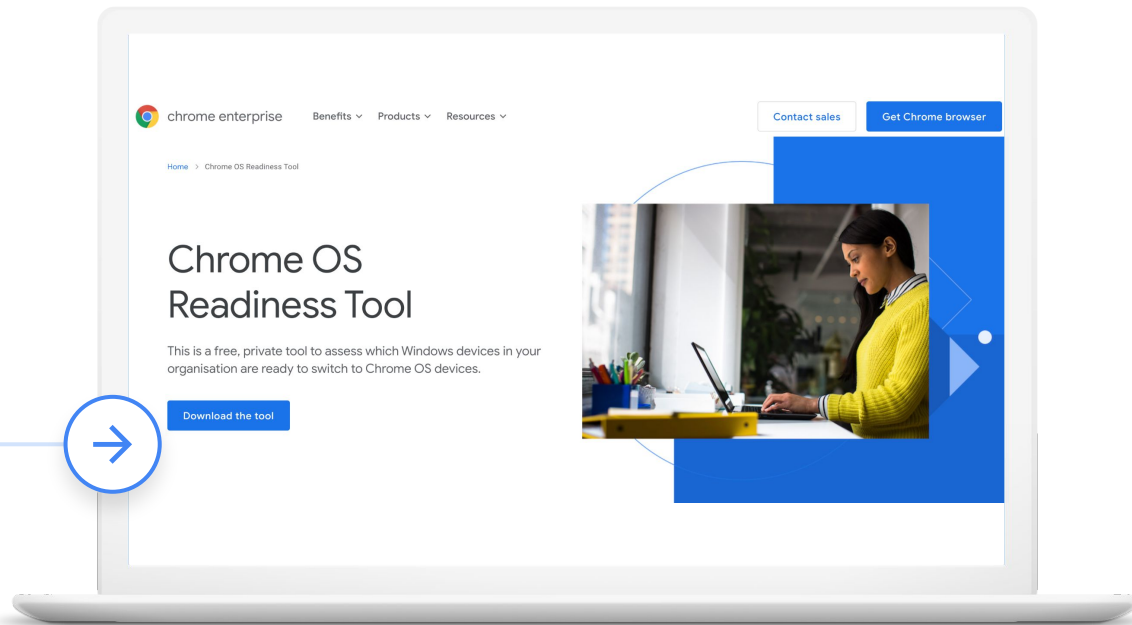 chrome enterprise Benefits Products Resources Contact sales Get Chrome browser
Home > Chrome OS Readiness Tool
Chrome OS
Readiness Tool
This is a free, private tool to assess which Windows devices in your
organisation are ready to switch to Chrome OS devices.
Download the tool